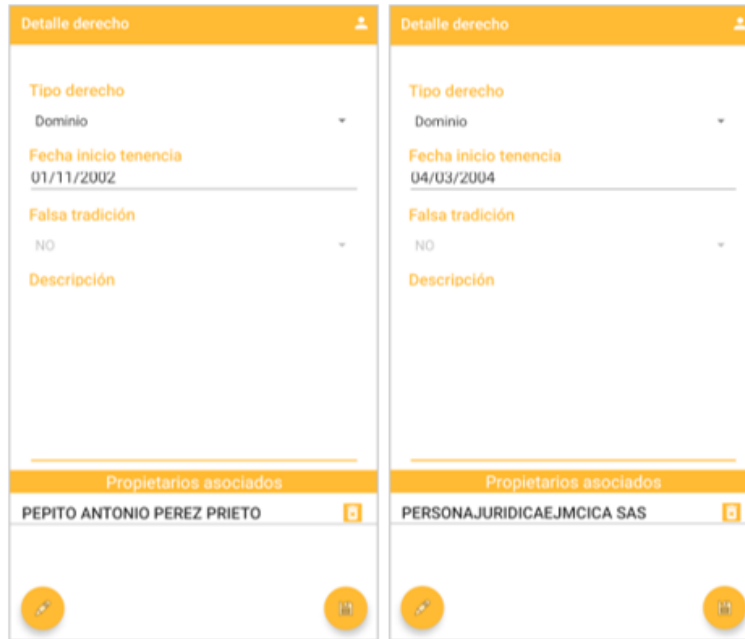 Detalle derecho
Tipo derecho
Dominio
Fecha inicio tenencia
01/11/2002
Falsa tradición
NO
Descripción
Propietarios asociados
PEPITO ANTONIO PEREZ PRIETO
Detalle derecho
Tipo derecho
Dominio
Fecha inicio tenencia
04/03/2004
Falsa tradición
NO
Descripción
Propietarios asociados
PERSONAJURIDICAEJMCICA SAS